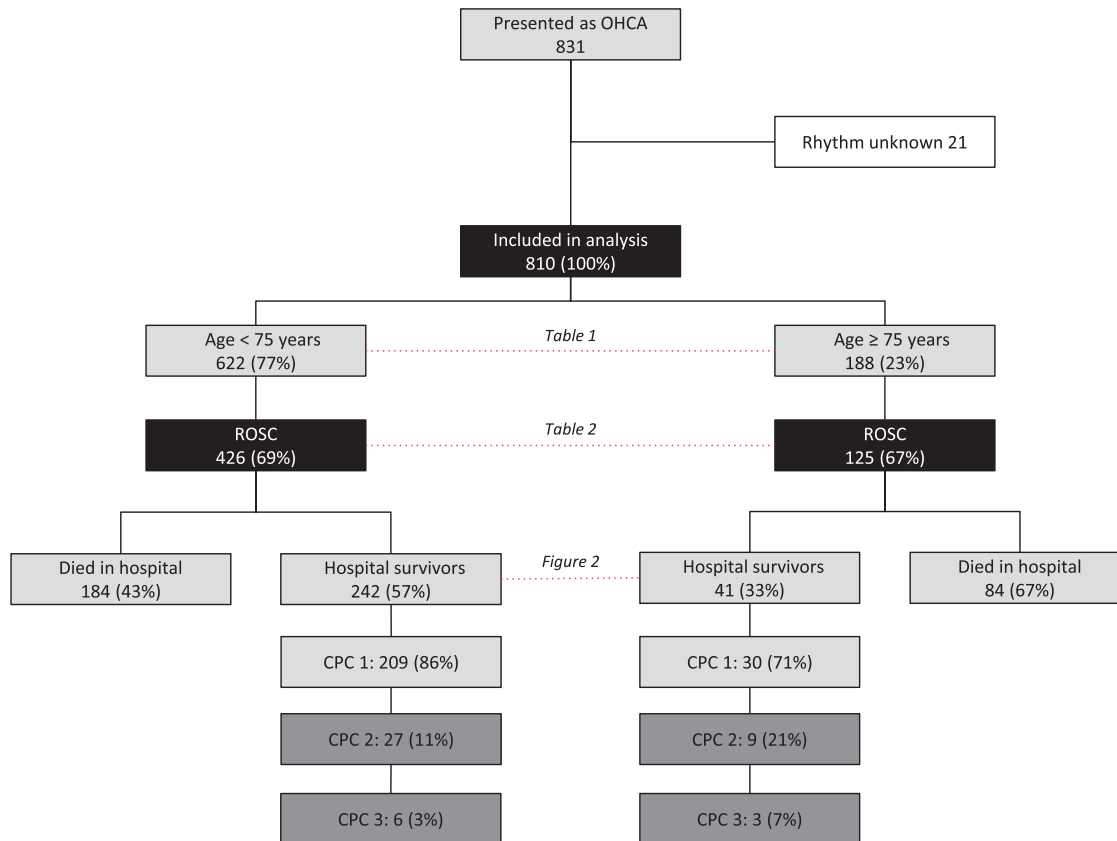 Presented as OHCA
831
Rhythm unknown 21
Included in analysis
810 (100%)
Age < 75 years
622 (77%)
Table 1
Age ≥ 75 years
188 (23%)
ROSC
426 (69%)
Table 2
ROSC
125 (67%)
Died in hospital
184 (43%)
Hospital survivors
242 (57%)
Figure 2
Hospital survivors
41 (33%)
Died in hospital
84 (67%)
CPC 1: 209 (86%)
CPC 1: 30 (71%)
CPC 2: 27 (11%)
CPC 2: 9 (21%)
CPC 3: 6 (3%)
CPC 3: 3 (7%)